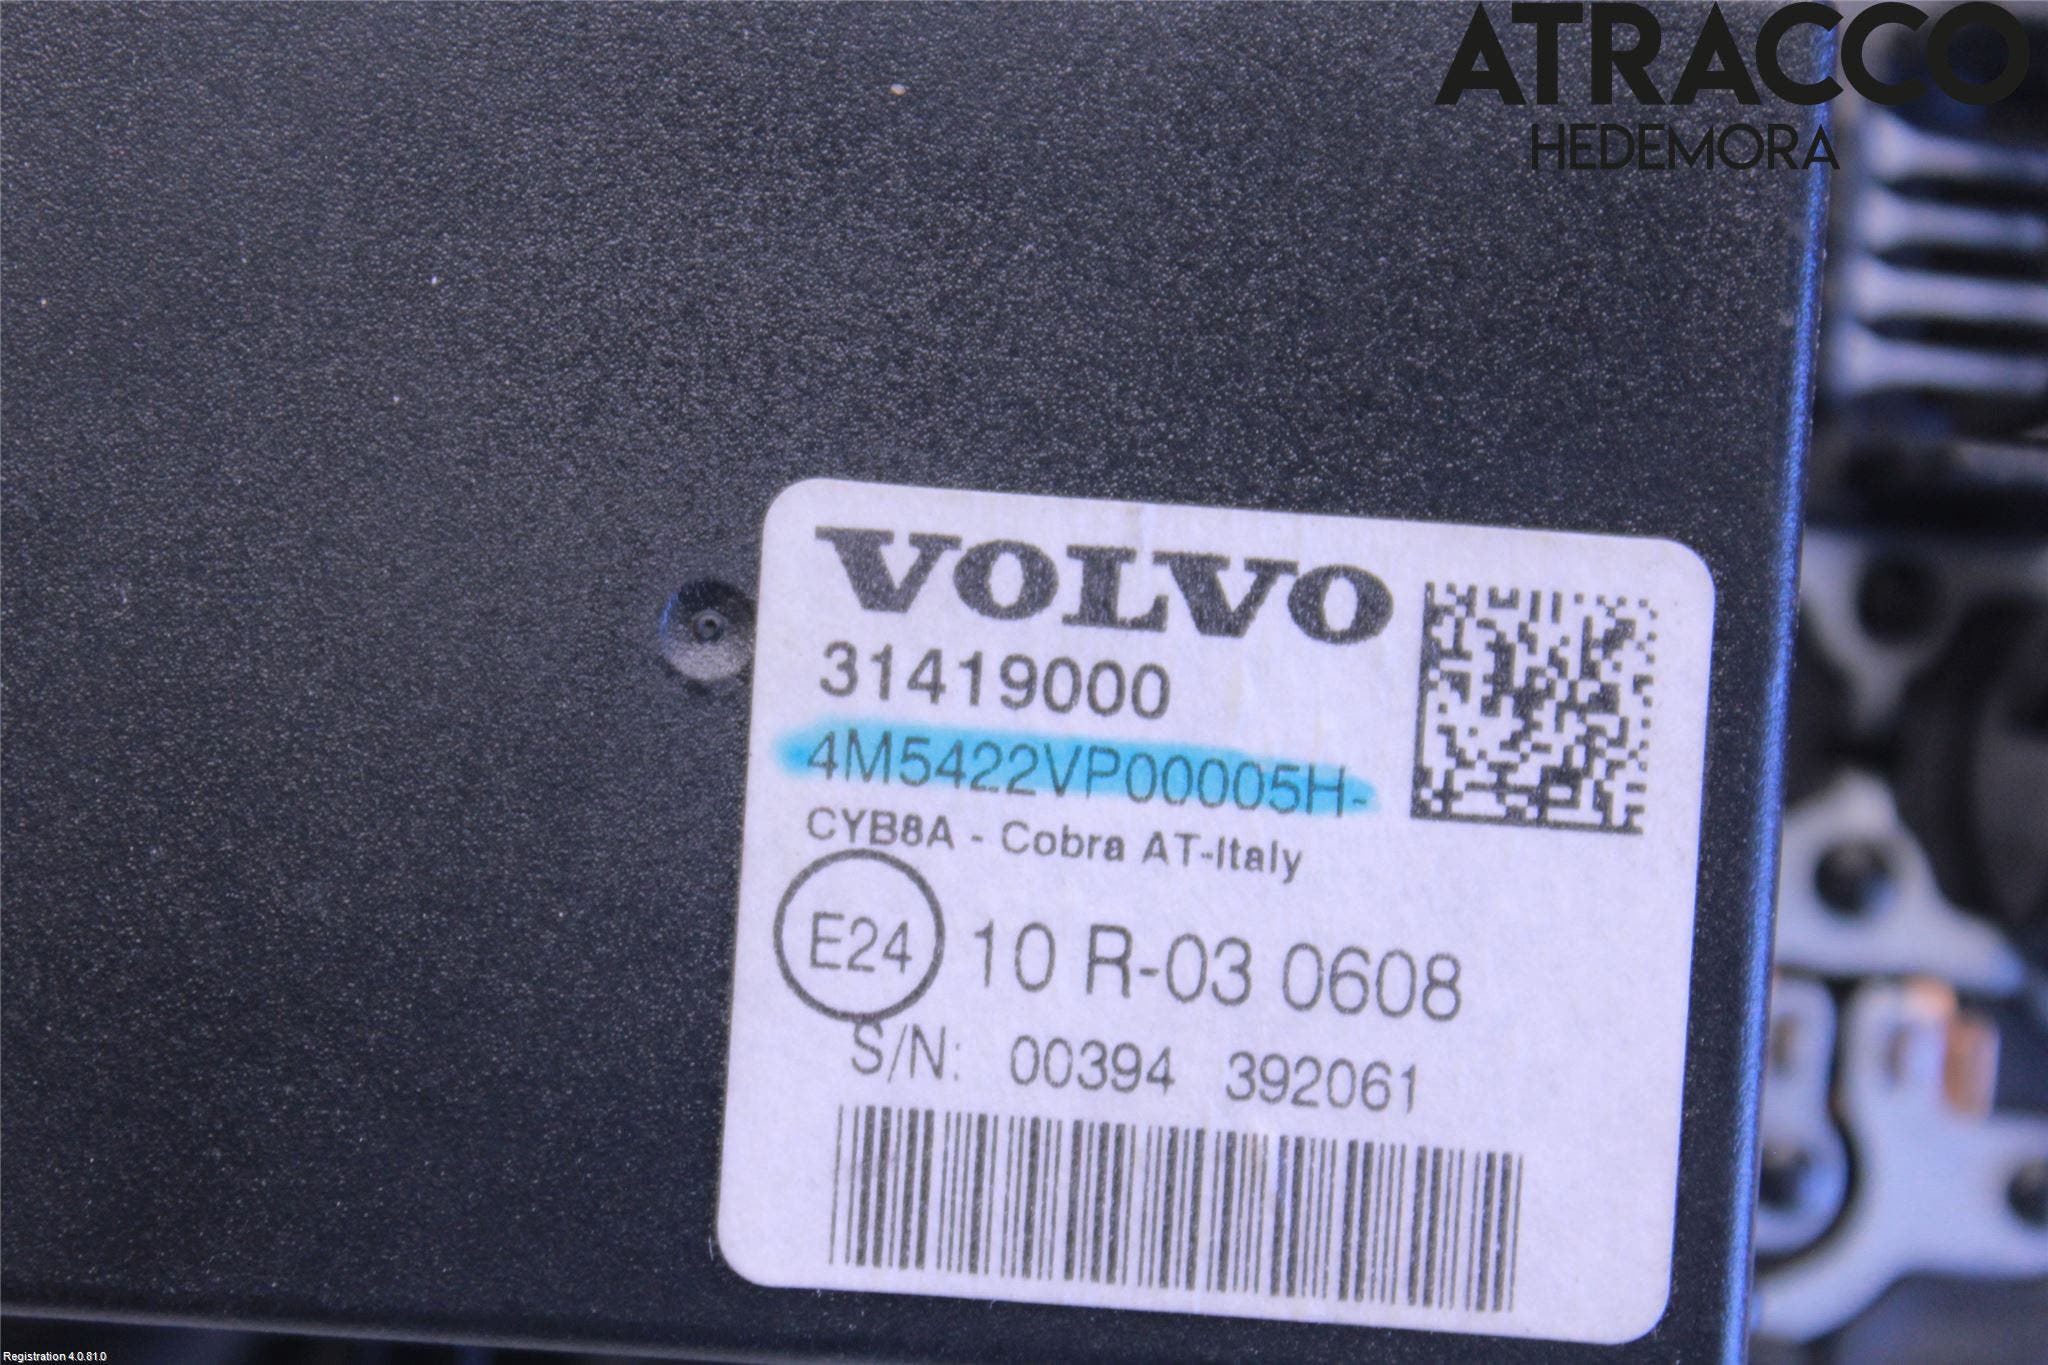 ATRACCO
HEDEMORA
VOLVO
31419000
4M5422VP00005H-
CYB8A - Cobra AT-Italy
E24 10 R-03 0608
S/N: 00394 392061
Registration 4.0.81.0